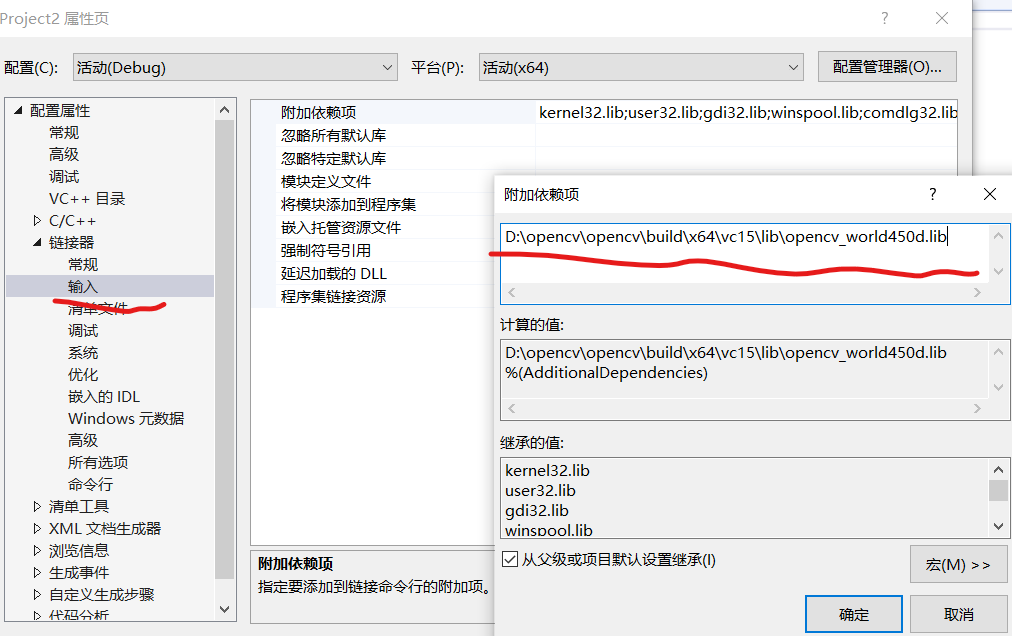 Project2 属性页
?
配置(C):
活动(Debug)
平台(P):
活动(x64)
配置管理器(O)...
配置属性
常规
高级
调试
VC++ 目录
C/C++
链接器
常规
输入
清单文件
调试
系统
优化
嵌入的 IDL
Windows 元数据
高级
所有选项
命令行
清单工具
XML 文档生成器
浏览信息
生成事件
自定义生成步骤
代码分析
附加依赖项
kernel32.lib;user32.lib;gdi32.lib;winspool.lib;comdlg32.lib
忽略所有默认库
忽略特定默认库
模块定义文件
将模块添加到程序集
嵌入托管资源文件
强制符号引用
延迟加载的 DLL
程序集链接资源
附加依赖项
指定要添加到链接命令行的附加项。
附加依赖项
?
D:\opencv\opencv\build\x64\vc15\lib\opencv_world450d.lib
计算的值:
D:\opencv\opencv\build\x64\vc15\lib\opencv_world450d.lib
%(AdditionalDependencies)
继承的值:
kernel32.lib
user32.lib
gdi32.lib
winspool.lib
从父级或项目默认设置继承(I)
宏(M) >>
确定
取消